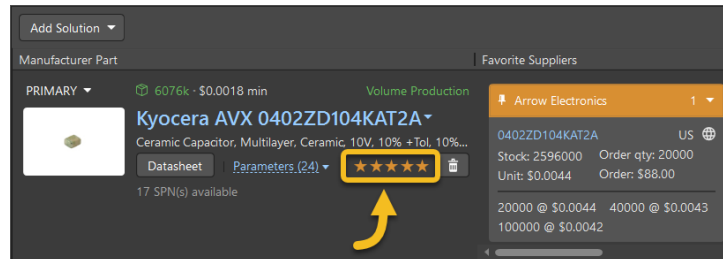 Add Solution
Manufacturer Part
Favorite Suppliers
PRIMARY
6076k · $0.0018 min
Volume Production
Kyocera AVX 0402ZD104KAT2A
Ceramic Capacitor, Multilayer, Ceramic, 10V, 10% +Tol, 10%...
Datasheet
Parameters (24)
17 SPN(s) available
Arrow Electronics 1
0402ZD104KAT2A US
Stock: 2596000 Order qty: 20000
Unit: $0.0044 Order: $88.00
20000 @ $0.0044 40000 @ $0.0043
100000 @ $0.0042